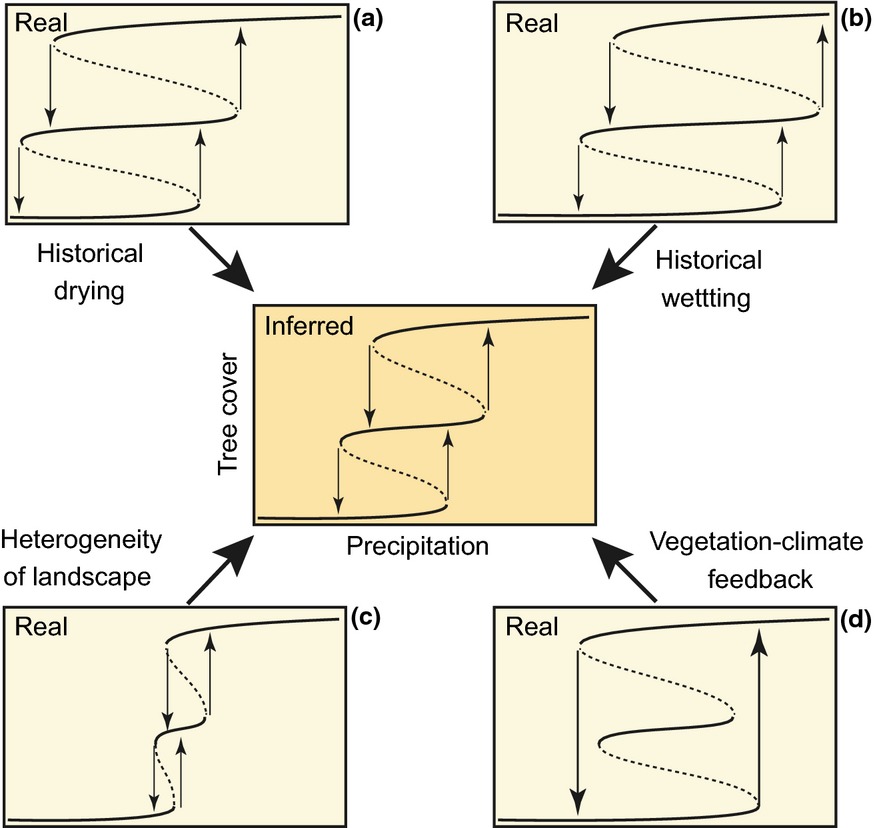 Real
(a)
Real
(b)
Historical
drying
Historical
wettting
Inferred
Tree cover
Precipitation
Heterogeneity
of landscape
Vegetation-climate
feedback
Real
(c)
Real
(d)